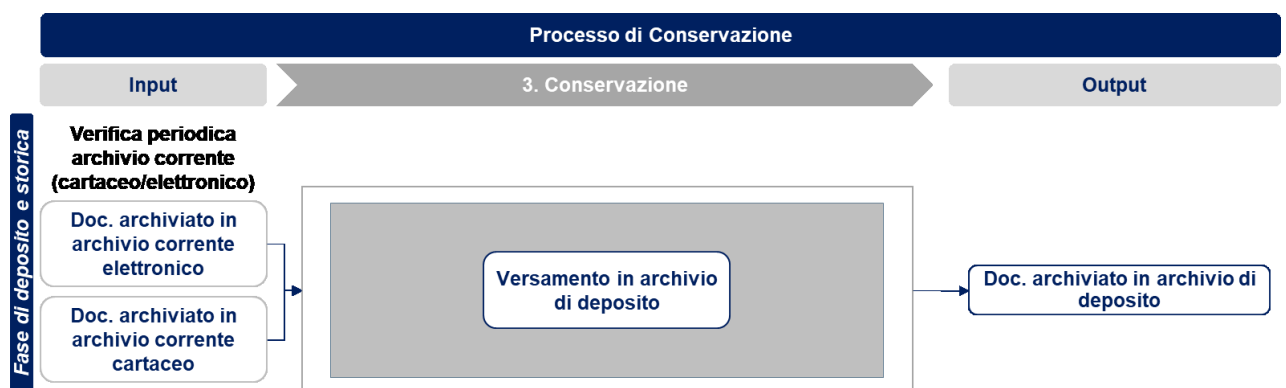 Processo di Conservazione
Input
3. Conservazione
Output
Fase di deposito e storica
Verifica periodica
archivio corrente
(cartaceo/elettronico)
Doc. archiviato in
archivio corrente
elettronico
Doc. archiviato in
archivio corrente
cartaceo
Versamento in archivio
di deposito
Doc. archiviato in archivio di
deposito